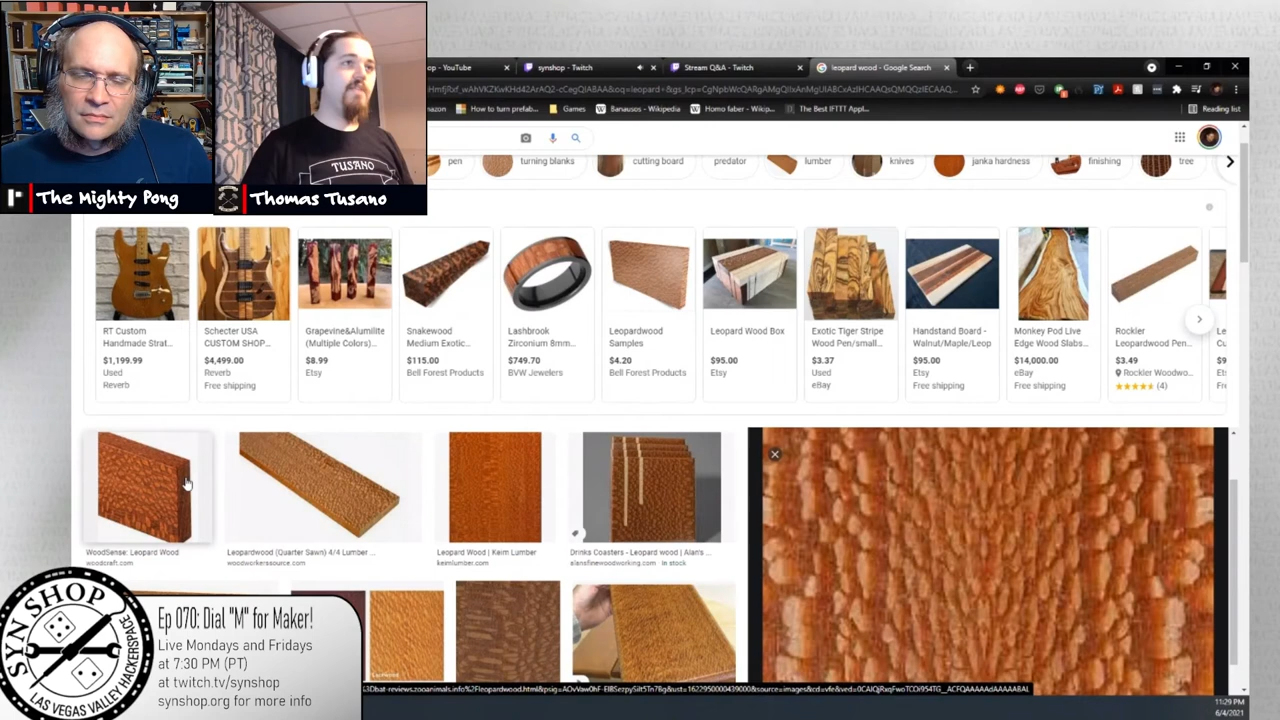 The Mighty Pong
TUSANO
Thomas Tusano
op - YouTube
synshop - Twitch
Stream Q&A - Twitch
leopard wood - Google Search
How to turn prefab...
Games
Banausos - Wikipedia
Homo faber - Wikip...
The Best IFTTT Appl...
Reading list
pen
turning blanks
cutting board
predator
lumber
knives
janka hardness
finishing
tree
RT Custom
Handmade Strat...
$1,199.99
Used
Reverb
Schecter USA
CUSTOM SHOP...
$4,499.00
Reverb
Free shipping
Grapevine&Alumilite
(Multiple Colors)...
$8.99
Etsy
Snakewood
Medium Exotic...
$115.00
Bell Forest Products
Lashbrook
Zirconium 8mm...
$749.70
BVW Jewelers
Leopardwood
Samples
$4.20
Bell Forest Products
Leopard Wood Box
$95.00
Etsy
Exotic Tiger Stripe
Wood Pen/small...
$3.37
Used
eBay
Handstand Board -
Walnut/Maple/Leop
$95.00
Etsy
Free shipping
Monkey Pod Live
Edge Wood Slabs...
$14,000.00
eBay
Free shipping
Rockler
Leopardwood Pen...
$3.49
Rockler Woodwo...
(4)
WoodSense: Leopard Wood
woodcraft.com
Leopardwood (Quarter Sawn) 4/4 Lumber ...
woodworkerssource.com
Leopard Wood | Keim Lumber
keimlumber.com
Drinks Coasters - Leopard wood | Alan's ...
alansfinewoodworking.com · In stock
SYN SHOP
LAS VEGAS VALLEY HACKERSPACE
Ep 070: Dial "M" for Maker!
Live Mondays and Fridays
at 7:30 PM (PT)
at twitch.tv/synshop
synshop.org for more info
11:29 PM
6/4/2021